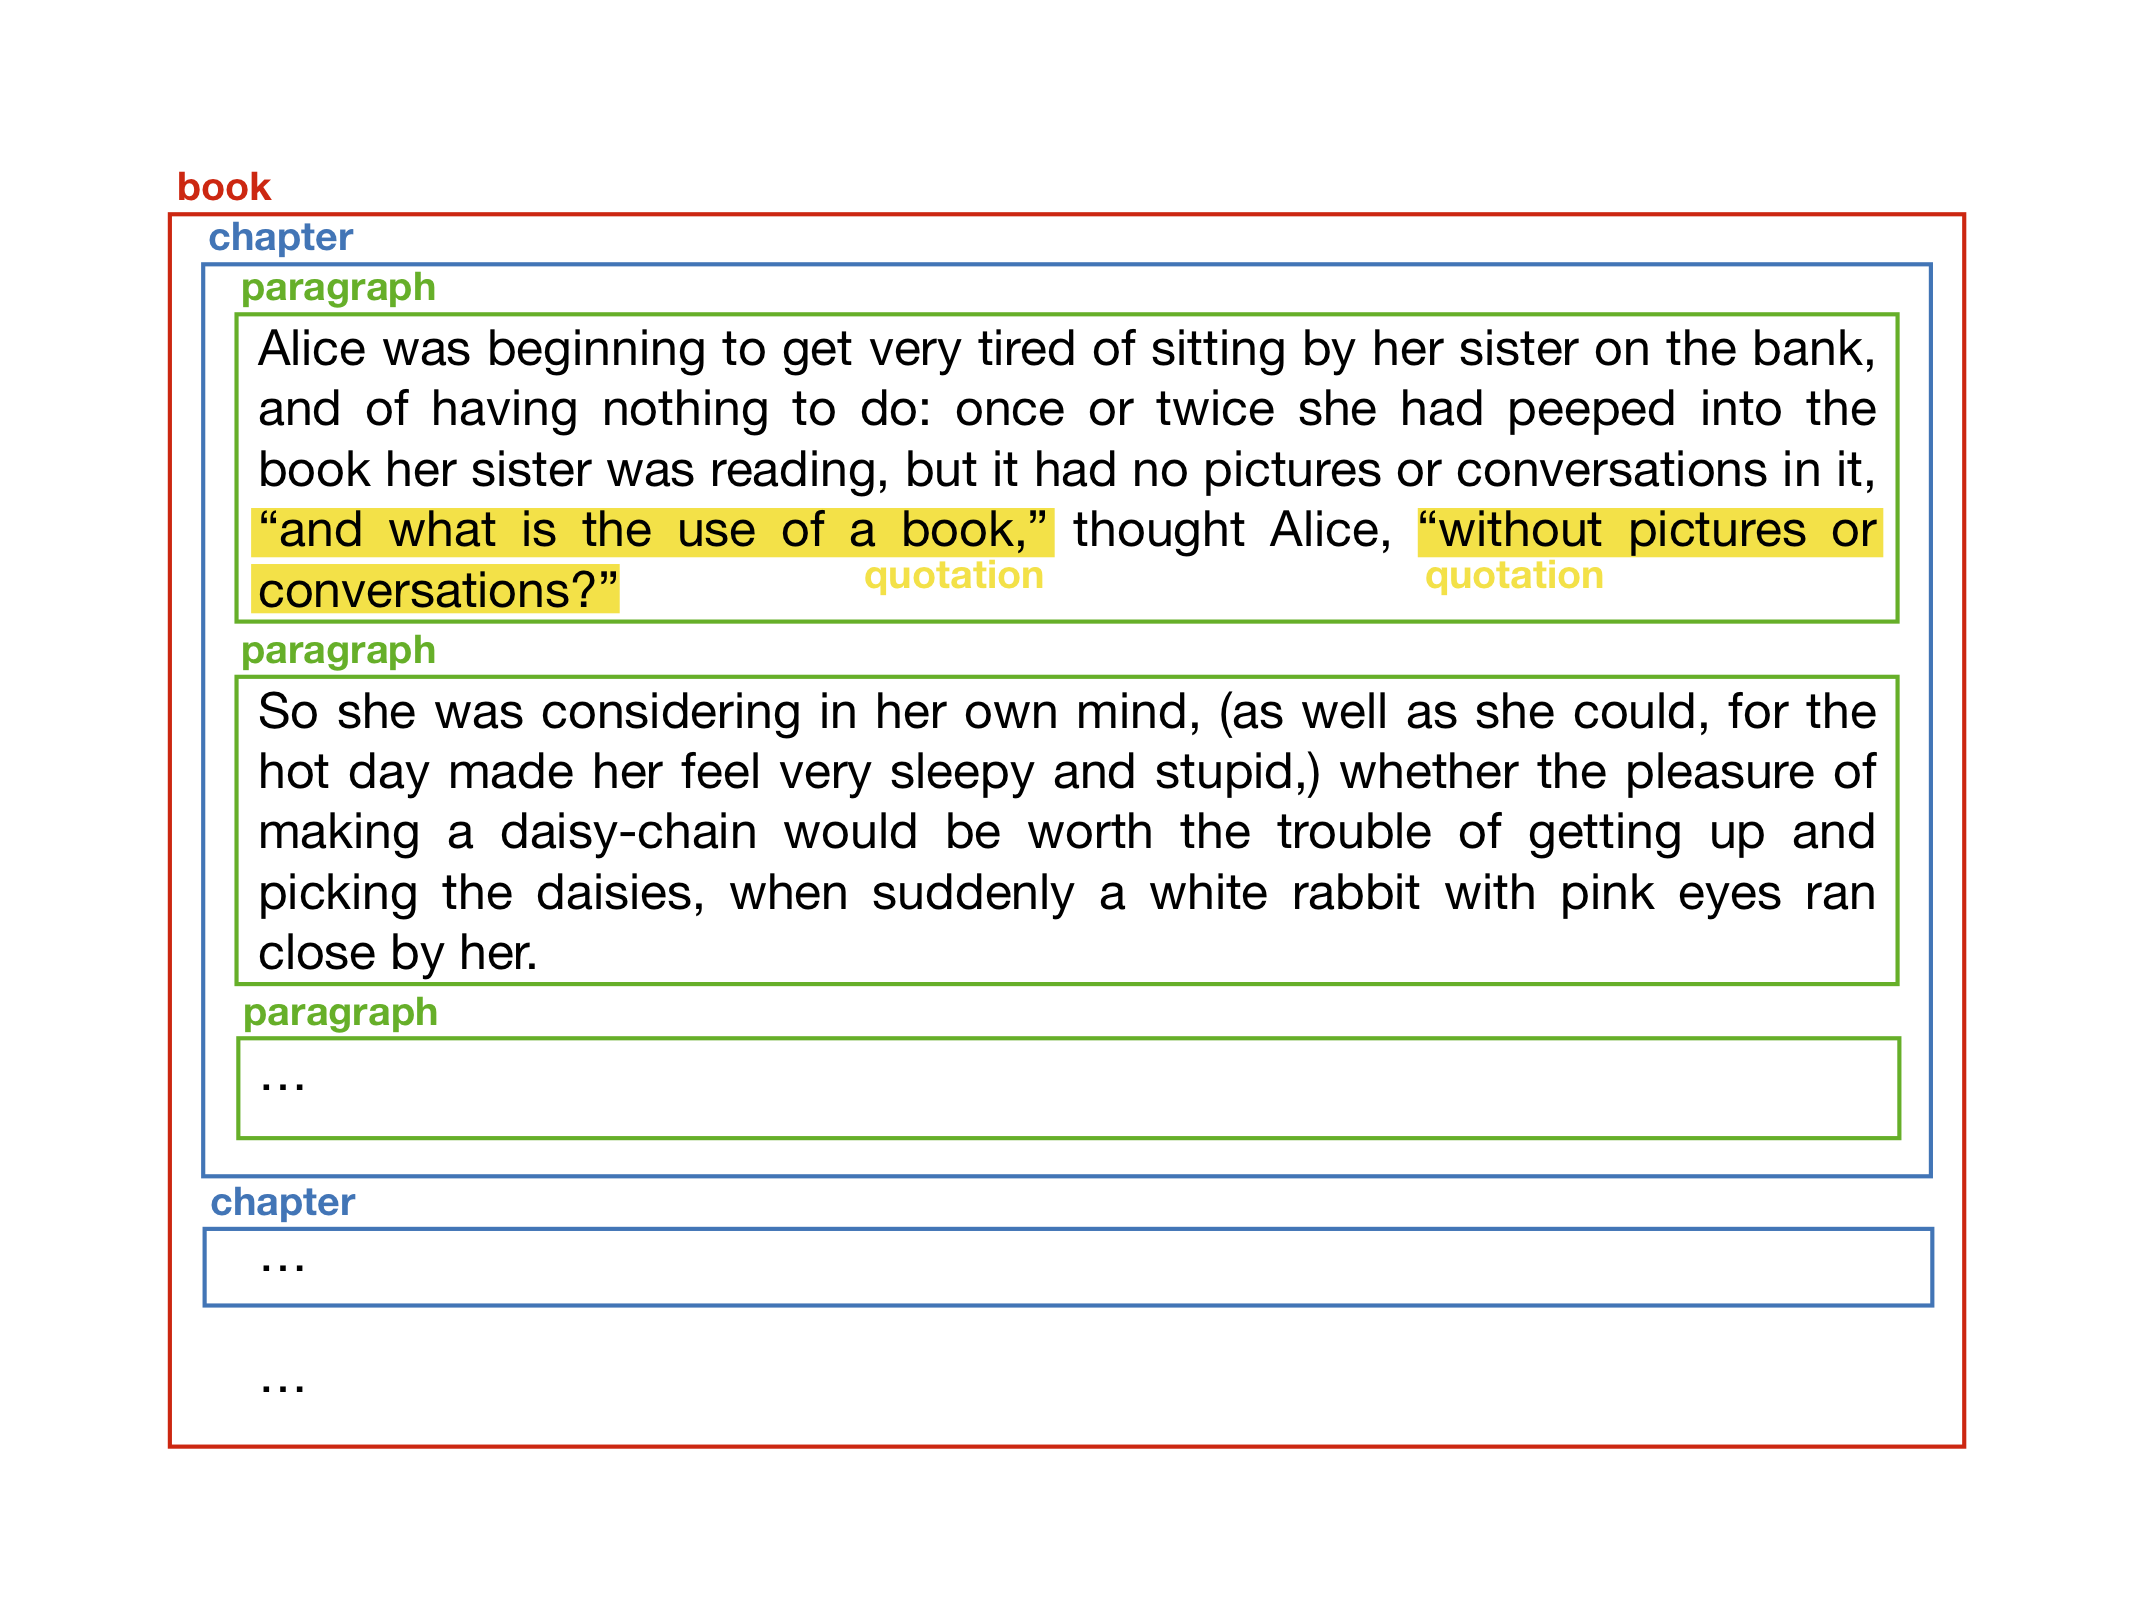 book
chapter
paragraph
Alice was beginning to get very tired of sitting by her sister on the bank,
and of having nothing to do: once or twice she had peeped into the
book her sister was reading, but it had no pictures or conversations in it,
“and what is the use of a book,” thought Alice, “without pictures or
conversations?”
quotation quotation
paragraph
So she was considering in her own mind, (as well as she could, for the
hot day made her feel very sleepy and stupid,) whether the pleasure of
making a daisy-chain would be worth the trouble of getting up and
picking the daisies, when suddenly a white rabbit with pink eyes ran
close by her.
paragraph
…
chapter
…
…